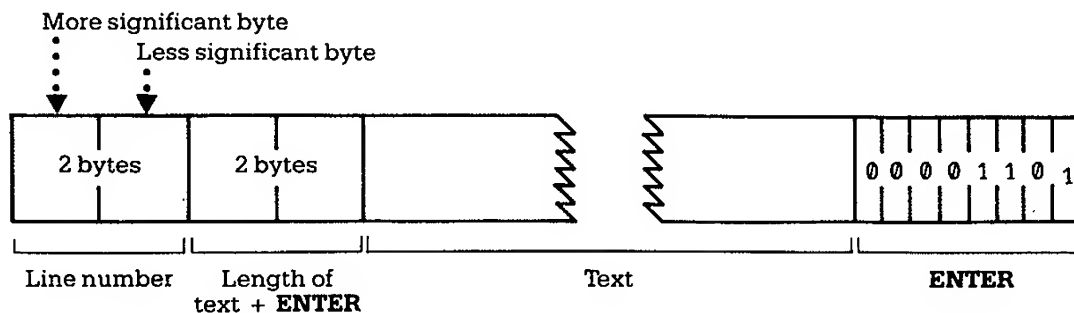 More significant byte
Less significant byte
2 bytes 2 bytes 0 0 0 0 1 1 0 1
Line number Length of text + ENTER Text ENTER